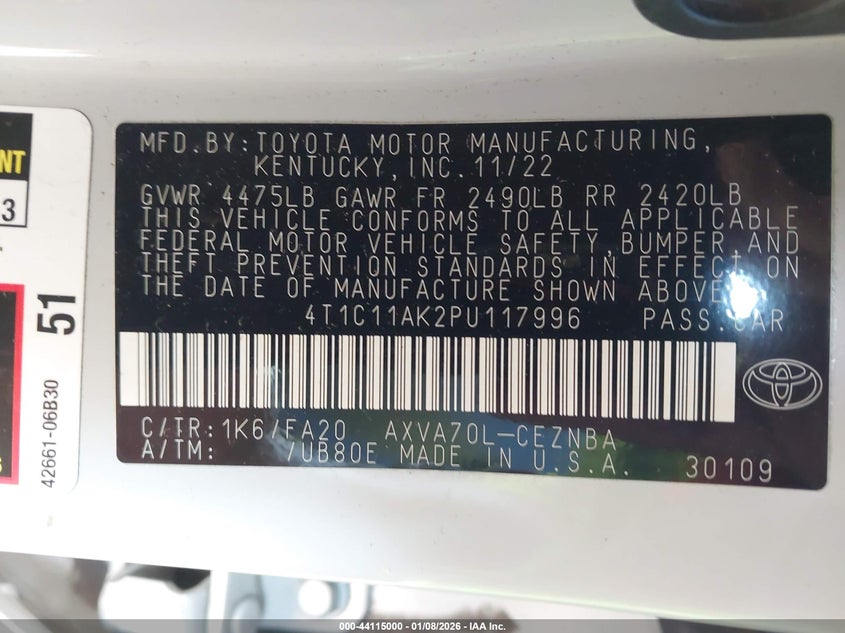 MFD.BY:TOYOTA MOTOR MANUFACTURING,
KENTUCKY,INC.11/22
GVWR 4475LB GAWR FR 2490LB RR 2420LB
THIS VEHICLE CONFORMS TO ALL APPLICABLE
FEDERAL MOTOR VEHICLE SAFETY,BUMPER AND
THEFT PREVENTION STANDARDS IN EFFECT ON
THE DATE OF MANUFACTURE SHOWN ABOVE.
4T1C11AK2PU117996 PASS.CAR
C/TR:1K6/FA20 AXVA70L-CEZNBA
A/TM: /UB80E MADE IN U.S.A. 30109
51
42661-06B30
3
000-44115000 - 01/08/2026 - IAA Inc.